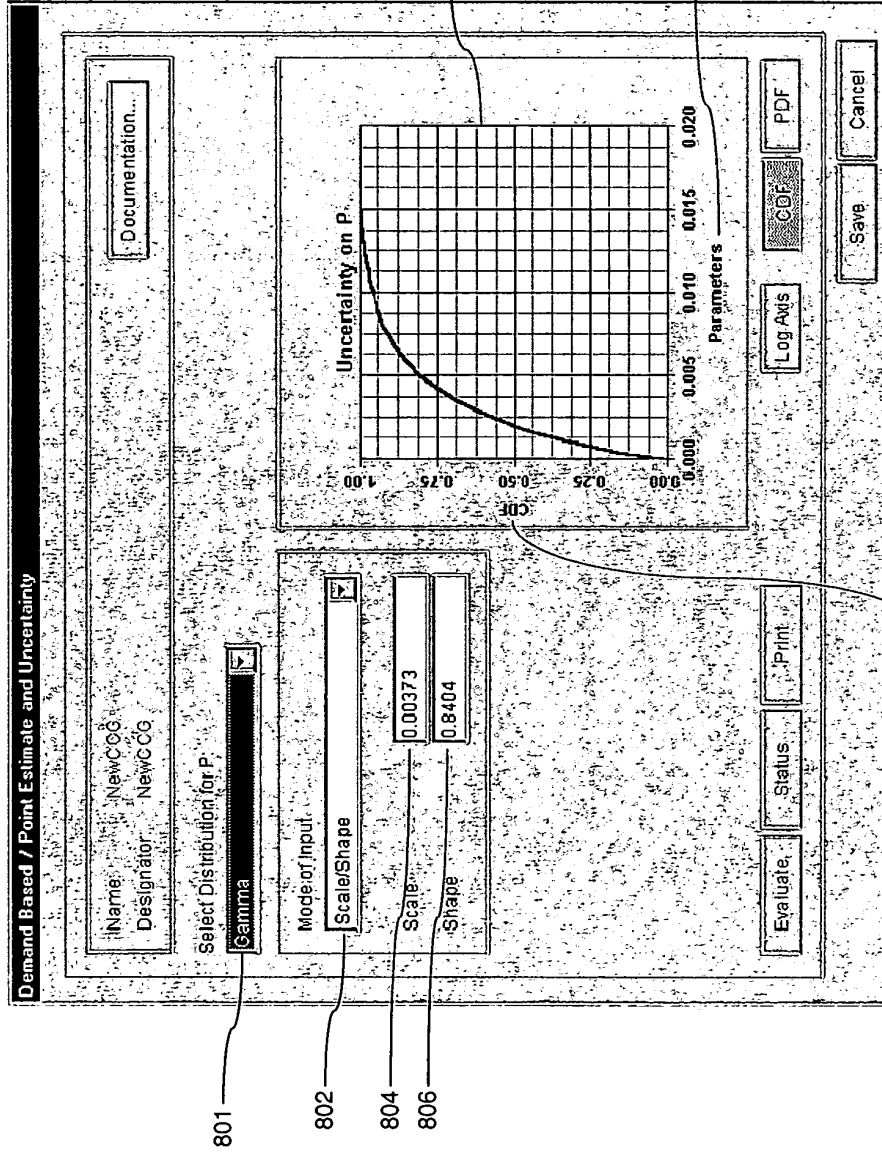 Demand Based / Point Estimate and Uncertainty
Name NewCCG
Designator NewCCG
Documentation...
Select Distribution for P
Gamma
Mode of Input
Scale/Shape
Scale 0.00373
Shape 0.8404
Uncertainty on P
CDF
1.00
0.75
0.50
0.25
0.00
0.000 0.005 0.010 0.015 0.020
Parameters
Log Axis CDF PDF
Evaluate Status Print
Save Cancel
801
802
804
806